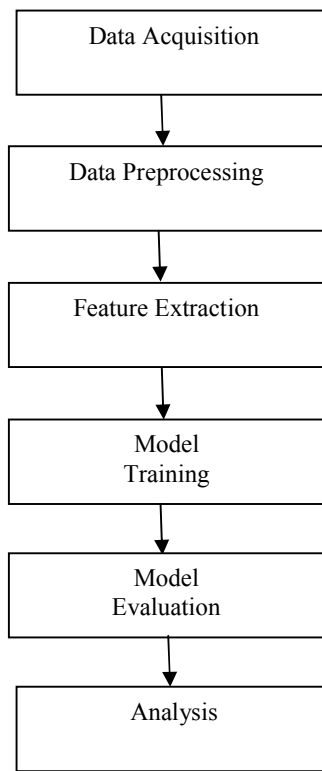 Data Acquisition
Data Preprocessing
Feature Extraction
Model
Training
Model
Evaluation
Analysis